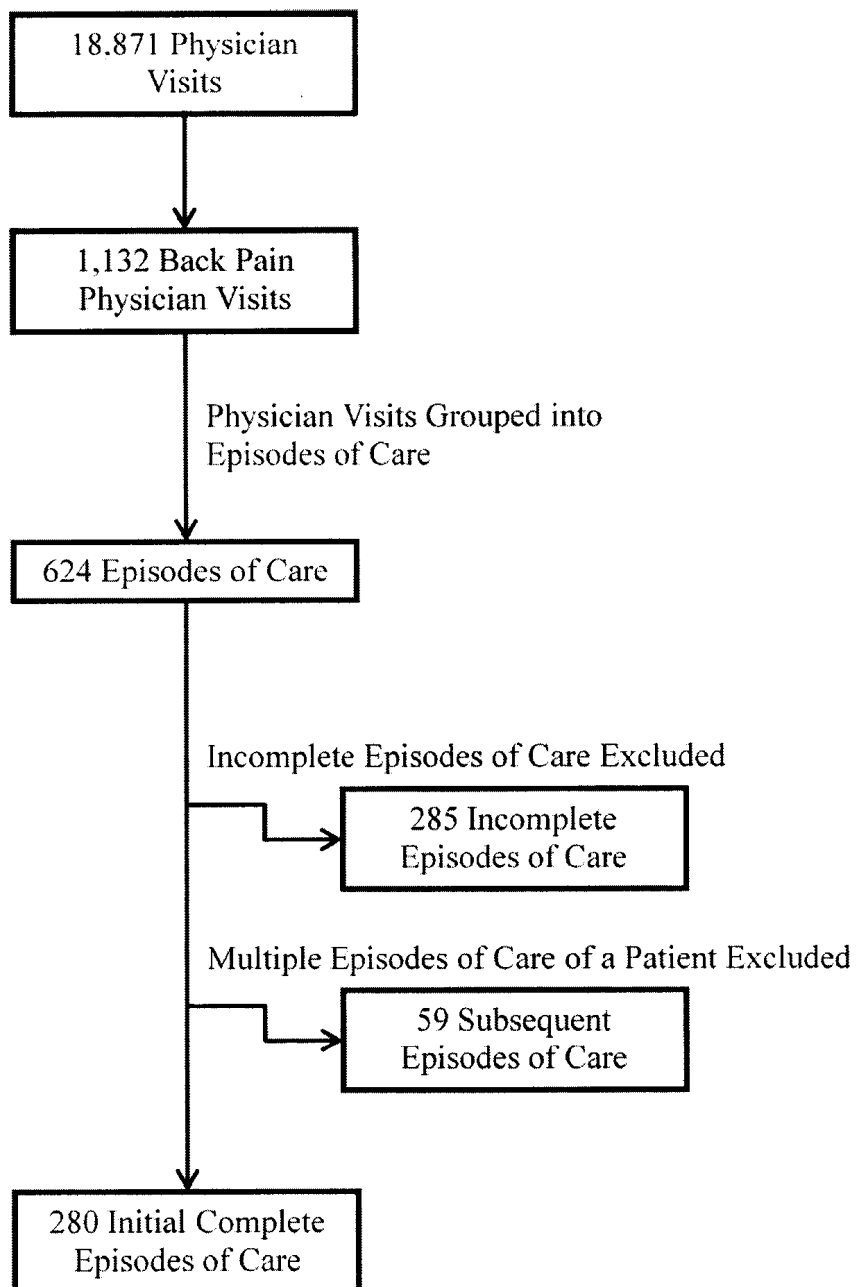 18.871 Physician
Visits
1,132 Back Pain
Physician Visits
Physician Visits Grouped into
Episodes of Care
624 Episodes of Care
Incomplete Episodes of Care Excluded
285 Incomplete
Episodes of Care
Multiple Episodes of Care of a Patient Excluded
59 Subsequent
Episodes of Care
280 Initial Complete
Episodes of Care